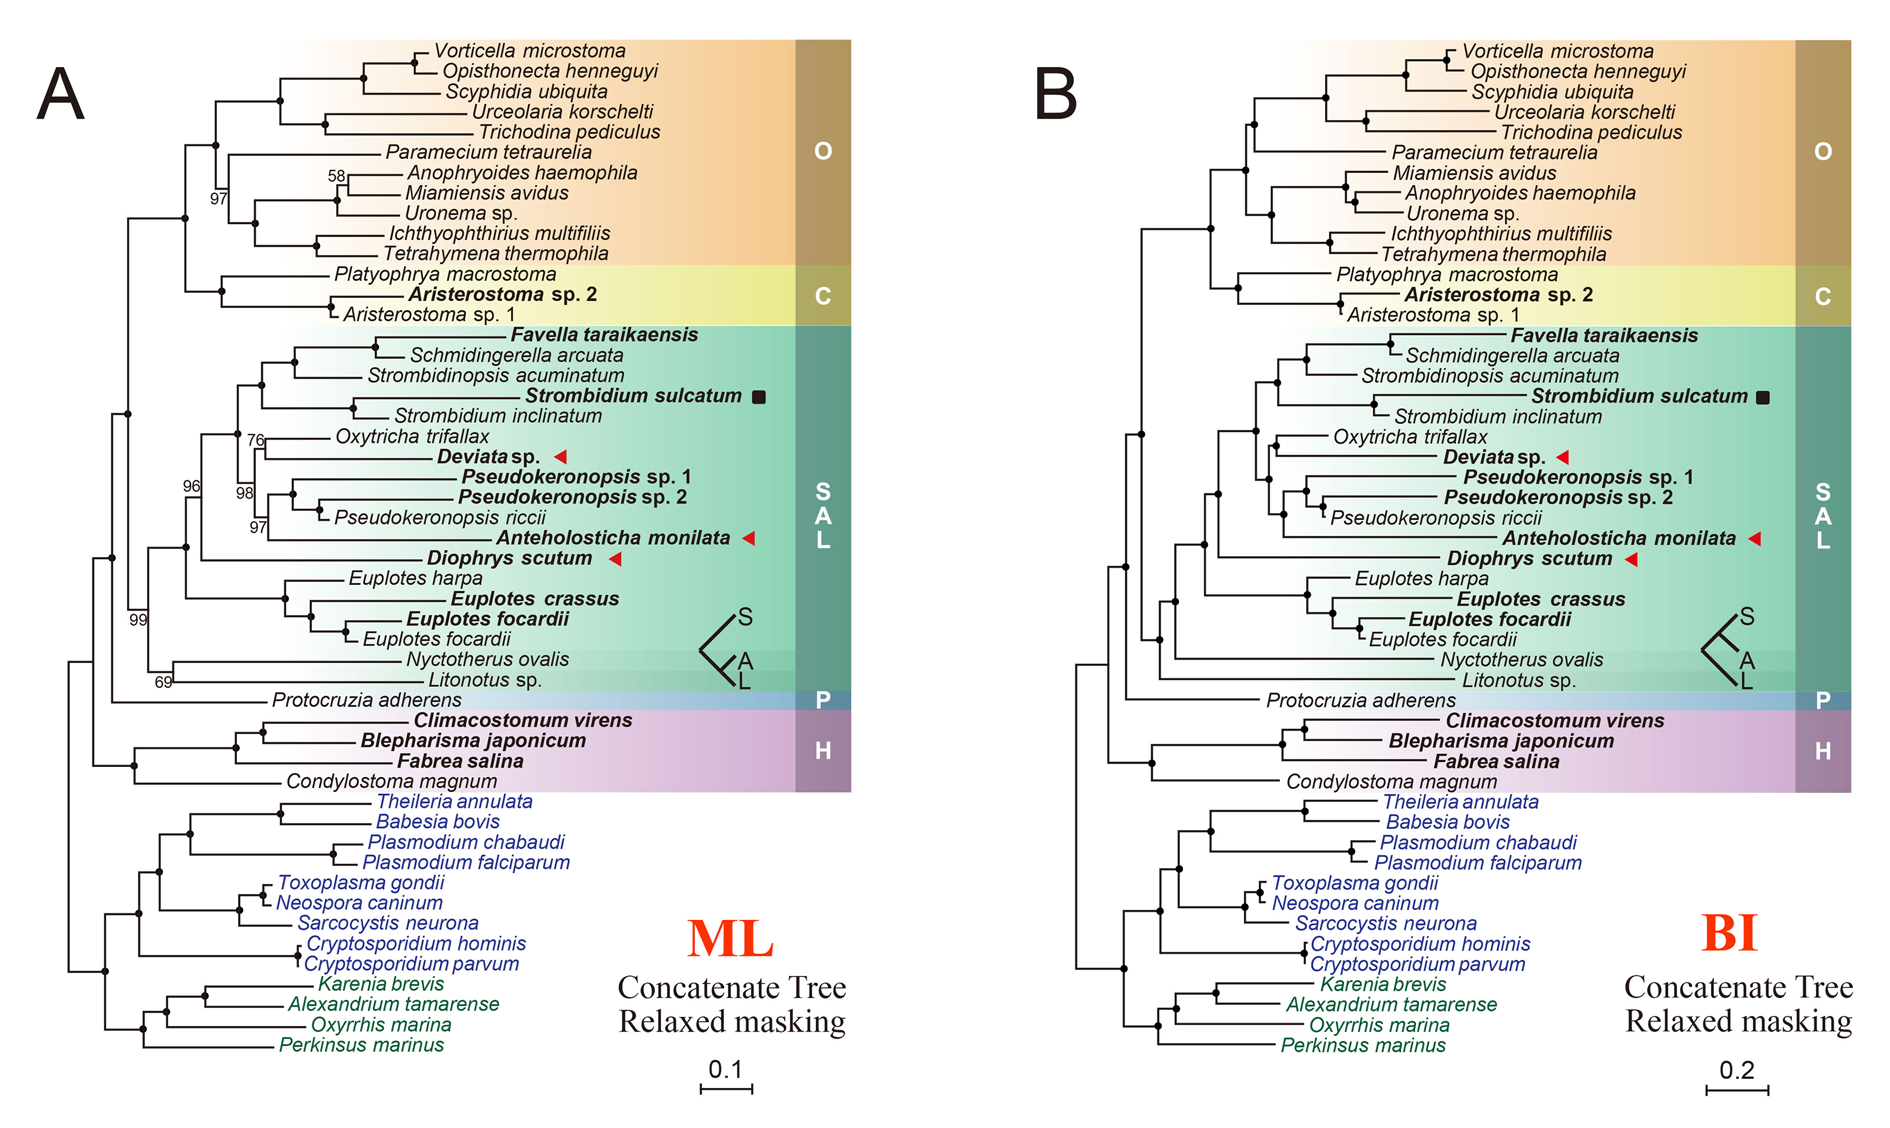 A
Vorticella microstoma
Opisthonecta henneguyi
Scyphidia ubiquita
Urceolaria korschelti
Trichodina pediculus
Paramecium tetraurelia
O
58
Anophryoides haemophila
Miamiensis avidus
97
Uronema sp.
Ichthyophthirius multifiliis
Tetrahymena thermophila
Platyophrya macrostoma
Aristerostoma sp. 2
C
Aristerostoma sp. 1
Favella taraikaensis
Schmidingerella arcuata
Strombidinopsis acuminatum
Strombidium sulcatum
Strombidium inclinatum
76
Oxytricha trifallax
Deviata sp.
Pseudokeronopsis sp. 1
96
98
Pseudokeronopsis sp. 2
S
A
L
Pseudokeronopsis riccii
97
Anteholosticha monilata
Diophrys scutum
Euplotes harpa
Euplotes crassus
99
Euplotes focardii
Euplotes focardii
S
A
L
Nyctotherus ovalis
69
Litonotus sp.
Protocruzia adherens
P
Climacostomum virens
Blepharisma japonicum
H
Fabrea salina
Condylostoma magnum
Theileria annulata
Babesia bovis
Plasmodium chabaudi
Plasmodium falciparum
Toxoplasma gondii
Neospora caninum
Sarcocystis neurona
Cryptosporidium hominis
Cryptosporidium parvum
Karenia brevis
Alexandrium tamarense
Oxyrrhis marina
Perkinsus marinus
ML
Concatenate Tree
Relaxed masking
0.1
B
Vorticella microstoma
Opisthonecta henneguyi
Scyphidia ubiquita
Urceolaria korschelti
Trichodina pediculus
Paramecium tetraurelia
O
Miamiensis avidus
Anophryoides haemophila
Uronema sp.
Ichthyophthirius multifiliis
Tetrahymena thermophila
Platyophrya macrostoma
Aristerostoma sp. 2
C
Aristerostoma sp. 1
Favella taraikaensis
Schmidingerella arcuata
Strombidinopsis acuminatum
Strombidium sulcatum
Strombidium inclinatum
Oxytricha trifallax
Deviata sp.
Pseudokeronopsis sp. 1
Pseudokeronopsis sp. 2
S
A
L
Pseudokeronopsis riccii
Anteholosticha monilata
Diophrys scutum
Euplotes harpa
Euplotes crassus
Euplotes focardii
Euplotes focardii
S
A
L
Nyctotherus ovalis
Litonotus sp.
Protocruzia adherens
P
Climacostomum virens
Blepharisma japonicum
H
Fabrea salina
Condylostoma magnum
Theileria annulata
Babesia bovis
Plasmodium chabaudi
Plasmodium falciparum
Toxoplasma gondii
Neospora caninum
Sarcocystis neurona
Cryptosporidium hominis
Cryptosporidium parvum
Karenia brevis
Alexandrium tamarense
Oxyrrhis marina
Perkinsus marinus
BI
Concatenate Tree
Relaxed masking
0.2